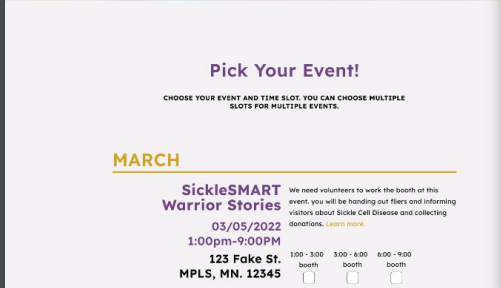 Pick Your Event!
CHOOSE YOUR EVENT AND TIME SLOT. YOU CAN CHOOSE MULTIPLE
SLOTS FOR MULTIPLE EVENTS.
MARCH
SickleSMART
Warrior Stories
03/05/2022
1:00pm-9:00PM
123 Fake St.
MPLS, MN. 12345
We need volunteers to work the booth at this
event. you will be handing out fliers and informing
visitors about Sickle Cell Disease and collecting
donations. Learn more.
1:00 - 3:00 3:00 - 6:00 6:00 - 9:00
booth booth booth